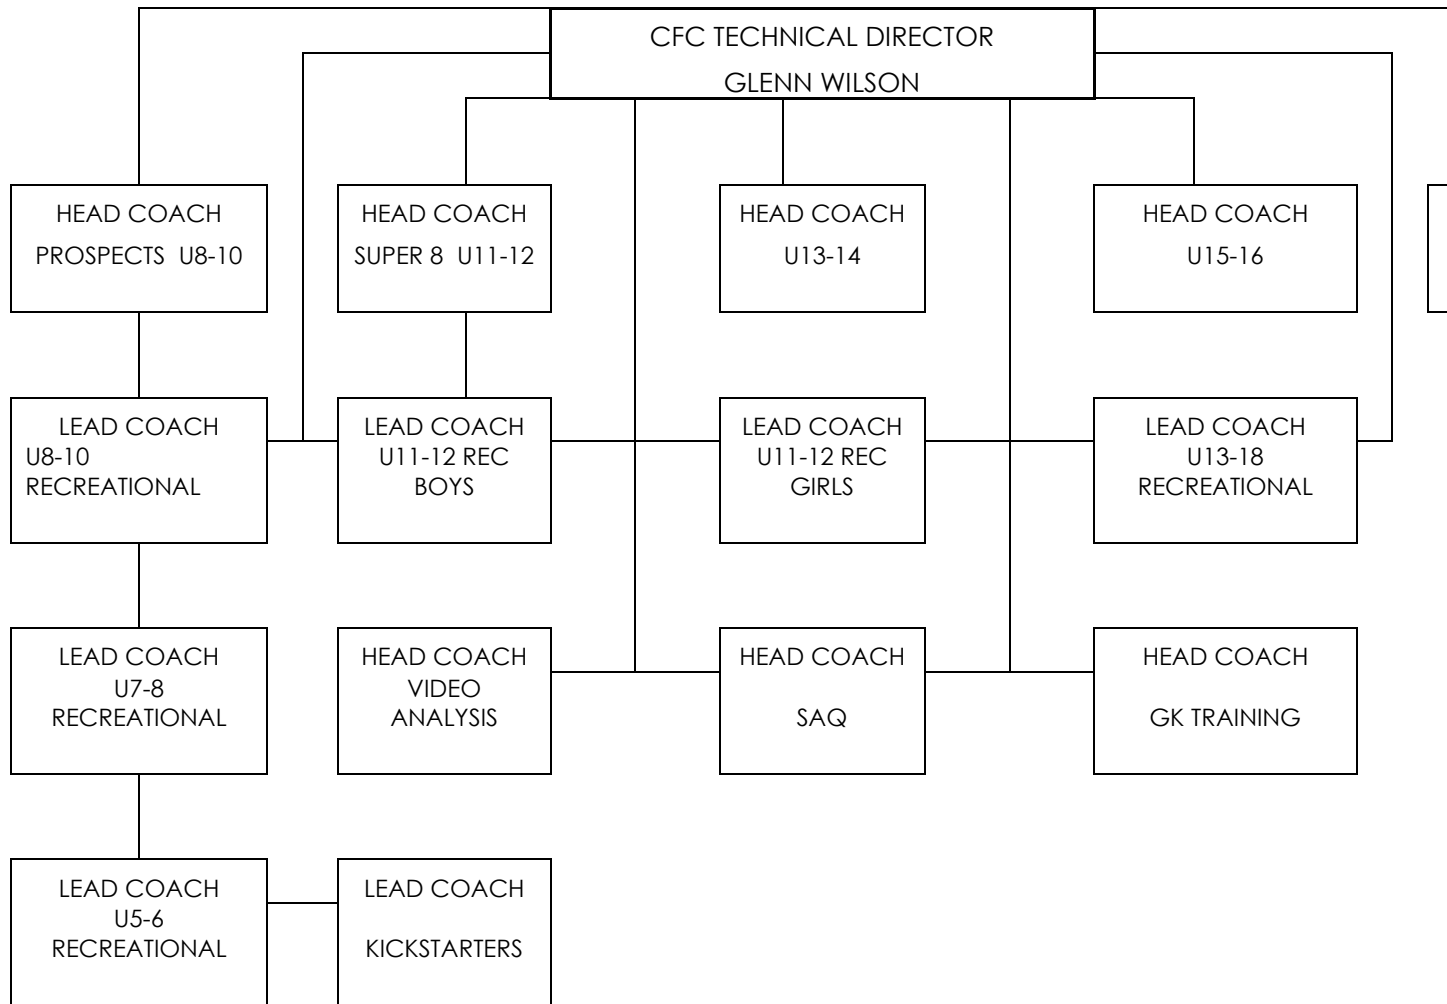 CFC TECHNICAL DIRECTOR
GLENN WILSON
HEAD COACH
PROSPECTS U8-10
HEAD COACH
SUPER 8 U11-12
HEAD COACH
U13-14
HEAD COACH
U15-16
LEAD COACH
U8-10
RECREATIONAL
LEAD COACH
U11-12 REC
BOYS
LEAD COACH
U11-12 REC
GIRLS
LEAD COACH
U13-18
RECREATIONAL
LEAD COACH
U7-8
RECREATIONAL
HEAD COACH
VIDEO
ANALYSIS
HEAD COACH
SAQ
HEAD COACH
GK TRAINING
LEAD COACH
U5-6
RECREATIONAL
LEAD COACH
KICKSTARTERS